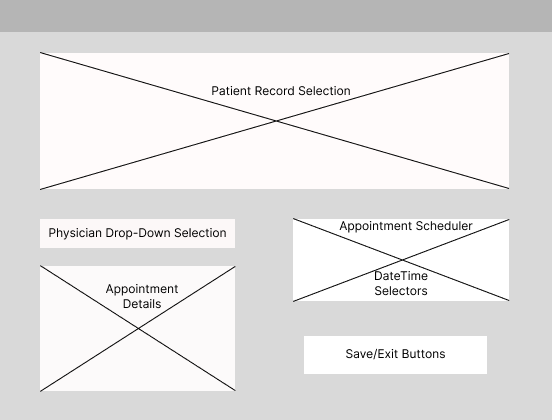 Patient Record Selection
Physician Drop-Down Selection
Appointment Scheduler
DateTime
Selectors
Appointment
Details
Save/Exit Buttons